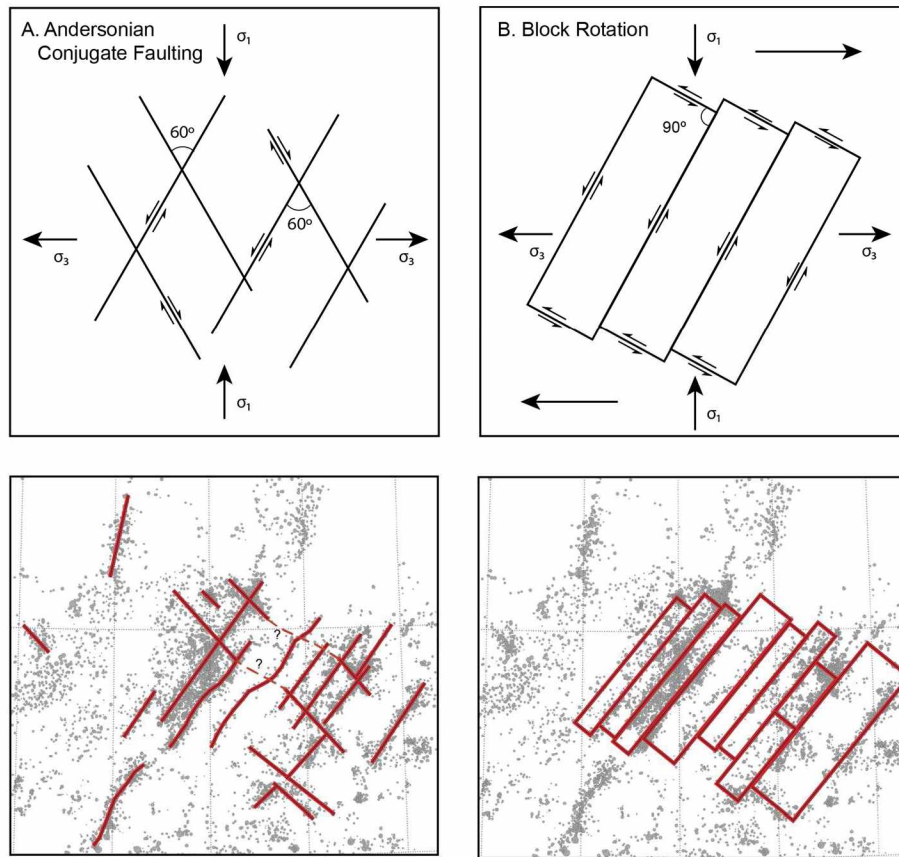 A. Andersonian
Conjugate Faulting
σ₁
60º
60º
σ₃
σ₃
σ₁
B. Block Rotation
σ₁
90º
σ₃
σ₃
σ₁
?
?